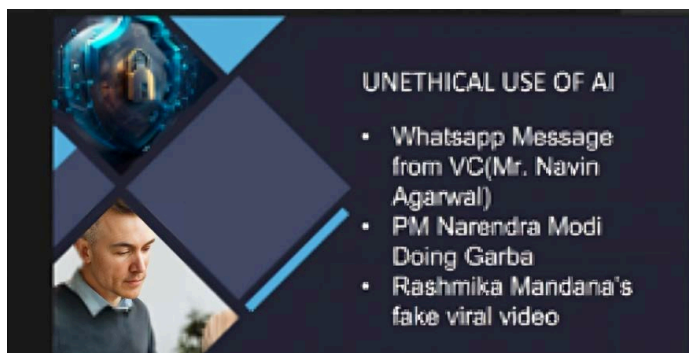 UNETHICAL USE OF AI
• Whatsapp Message
from VC(Mr. Navin
Agarwal)
• PM Narendra Modi
Doing Garba
• Rashmika Mandana's
fake viral video